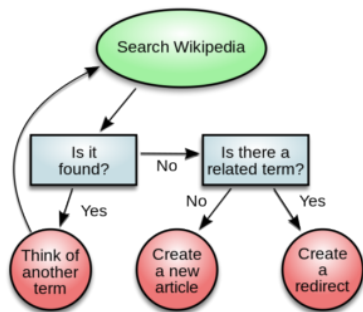 Search Wikipedia
Is it
found?
No
Is there a
related term?
Yes
No
Yes
Think of
another
term
Create
a new
article
Create
a
redirect